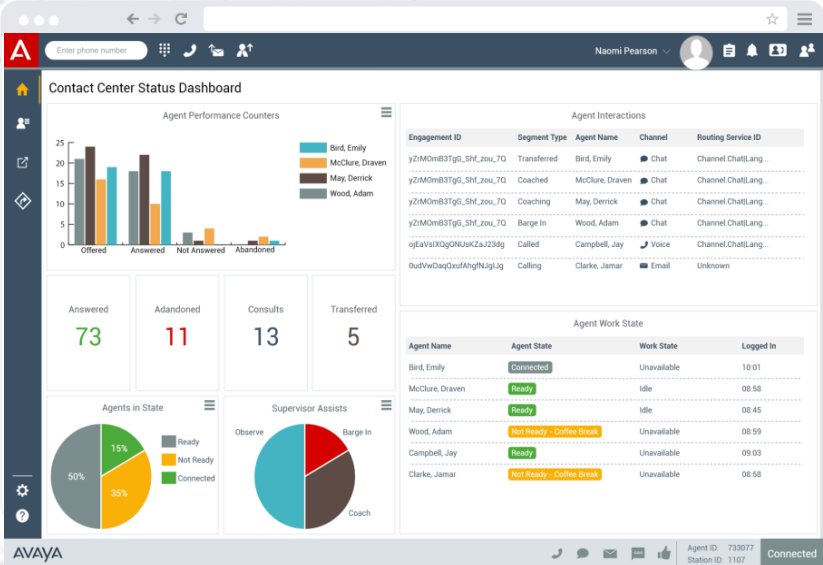 Enter phone number
Naomi Pearson
Contact Center Status Dashboard
Agent Performance Counters
25
20
15
10
5
0
Offered
Answered
Not Answered
Abandoned
Bird, Emily
McClure, Draven
May, Derrick
Wood, Adam
Answered
73
Adandoned
11
Consults
13
Transferred
5
Agents in State
50%
15%
35%
Ready
Not Ready
Connected
Supervisor Assists
Observe
Barge In
Coach
Agent Interactions
Engagement ID Segment Type Agent Name Channel Routing Service ID
yZrMOmB3TgG_Shf_zou_7Q Transferred Bird, Emily Chat Channel.Chat|Lang...
yZrMOmB3TgG_Shf_zou_7Q Coached McClure, Draven Chat Channel.Chat|Lang...
yZrMOmB3TgG_Shf_zou_7Q Coaching May, Derrick Chat Channel.Chat|Lang...
yZrMOmB3TgG_Shf_zou_7Q Barge In Wood, Adam Chat Channel.Chat|Lang...
ojEaVsIXQgONUsKZaJ23dg Called Campbell, Jay Voice Channel.Chat|Lang...
0udVwDaqQxufAhgfNJgIJg Calling Clarke, Jamar Email Unknown
Agent Work State
Agent Name Agent State Work State Logged In
Bird, Emily Connected Unavailable 10:01
McClure, Draven Ready Idle 08:58
May, Derrick Ready Idle 08:45
Wood, Adam Not Ready - Coffee Break Unavailable 08:59
Campbell, Jay Ready Unavailable 09:03
Clarke, Jamar Not Ready - Coffee Break Unavailable 08:58
AVAYA
Agent ID: 733077
Station ID: 1107
Connected